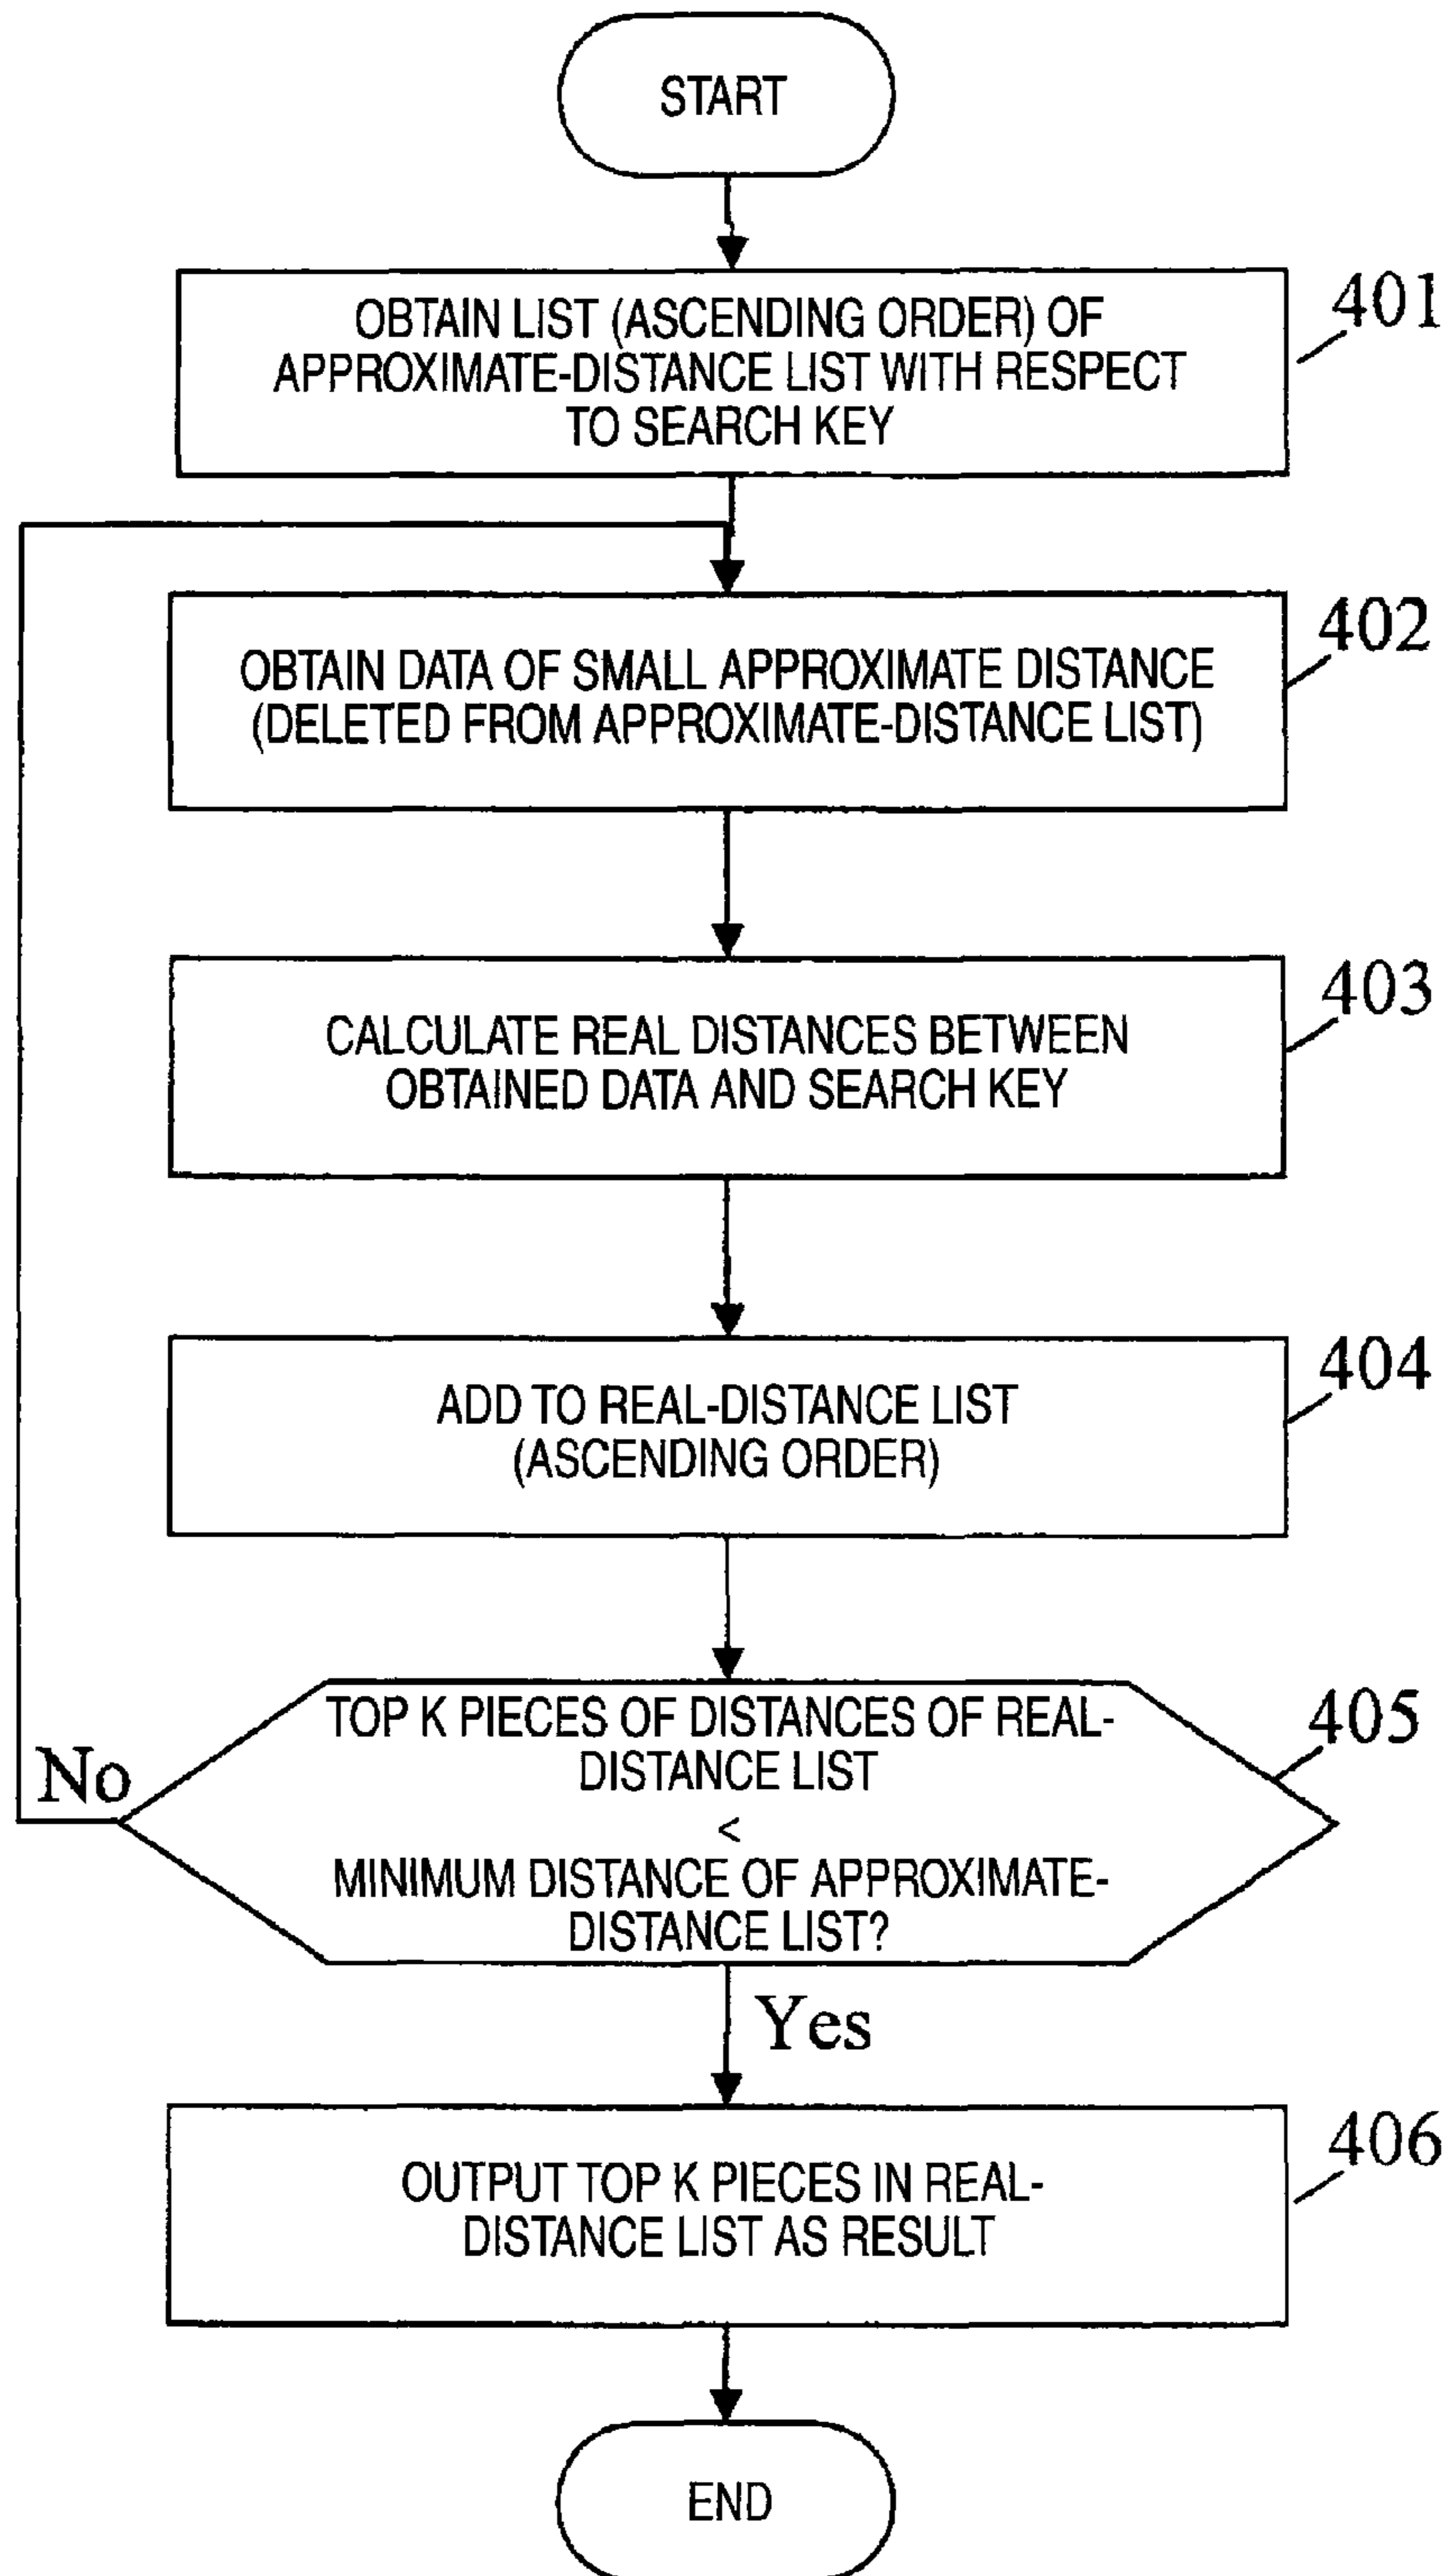 START
OBTAIN LIST (ASCENDING ORDER) OF
APPROXIMATE-DISTANCE LIST WITH RESPECT
TO SEARCH KEY
401
OBTAIN DATA OF SMALL APPROXIMATE DISTANCE
(DELETED FROM APPROXIMATE-DISTANCE LIST)
402
CALCULATE REAL DISTANCES BETWEEN
OBTAINED DATA AND SEARCH KEY
403
ADD TO REAL-DISTANCE LIST
(ASCENDING ORDER)
404
TOP K PIECES OF DISTANCES OF REAL-
DISTANCE LIST
<
MINIMUM DISTANCE OF APPROXIMATE-
DISTANCE LIST?
405
No
Yes
OUTPUT TOP K PIECES IN REAL-
DISTANCE LIST AS RESULT
406
END